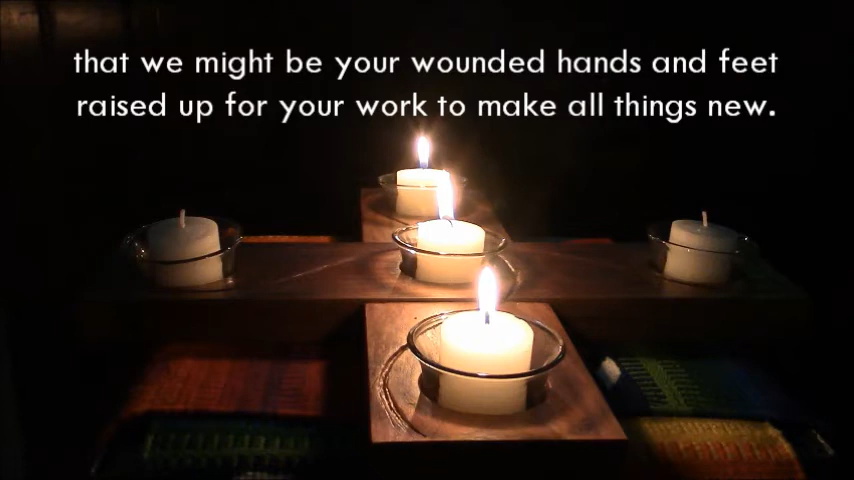 that we might be your wounded hands and feet
raised up for your work to make all things new.